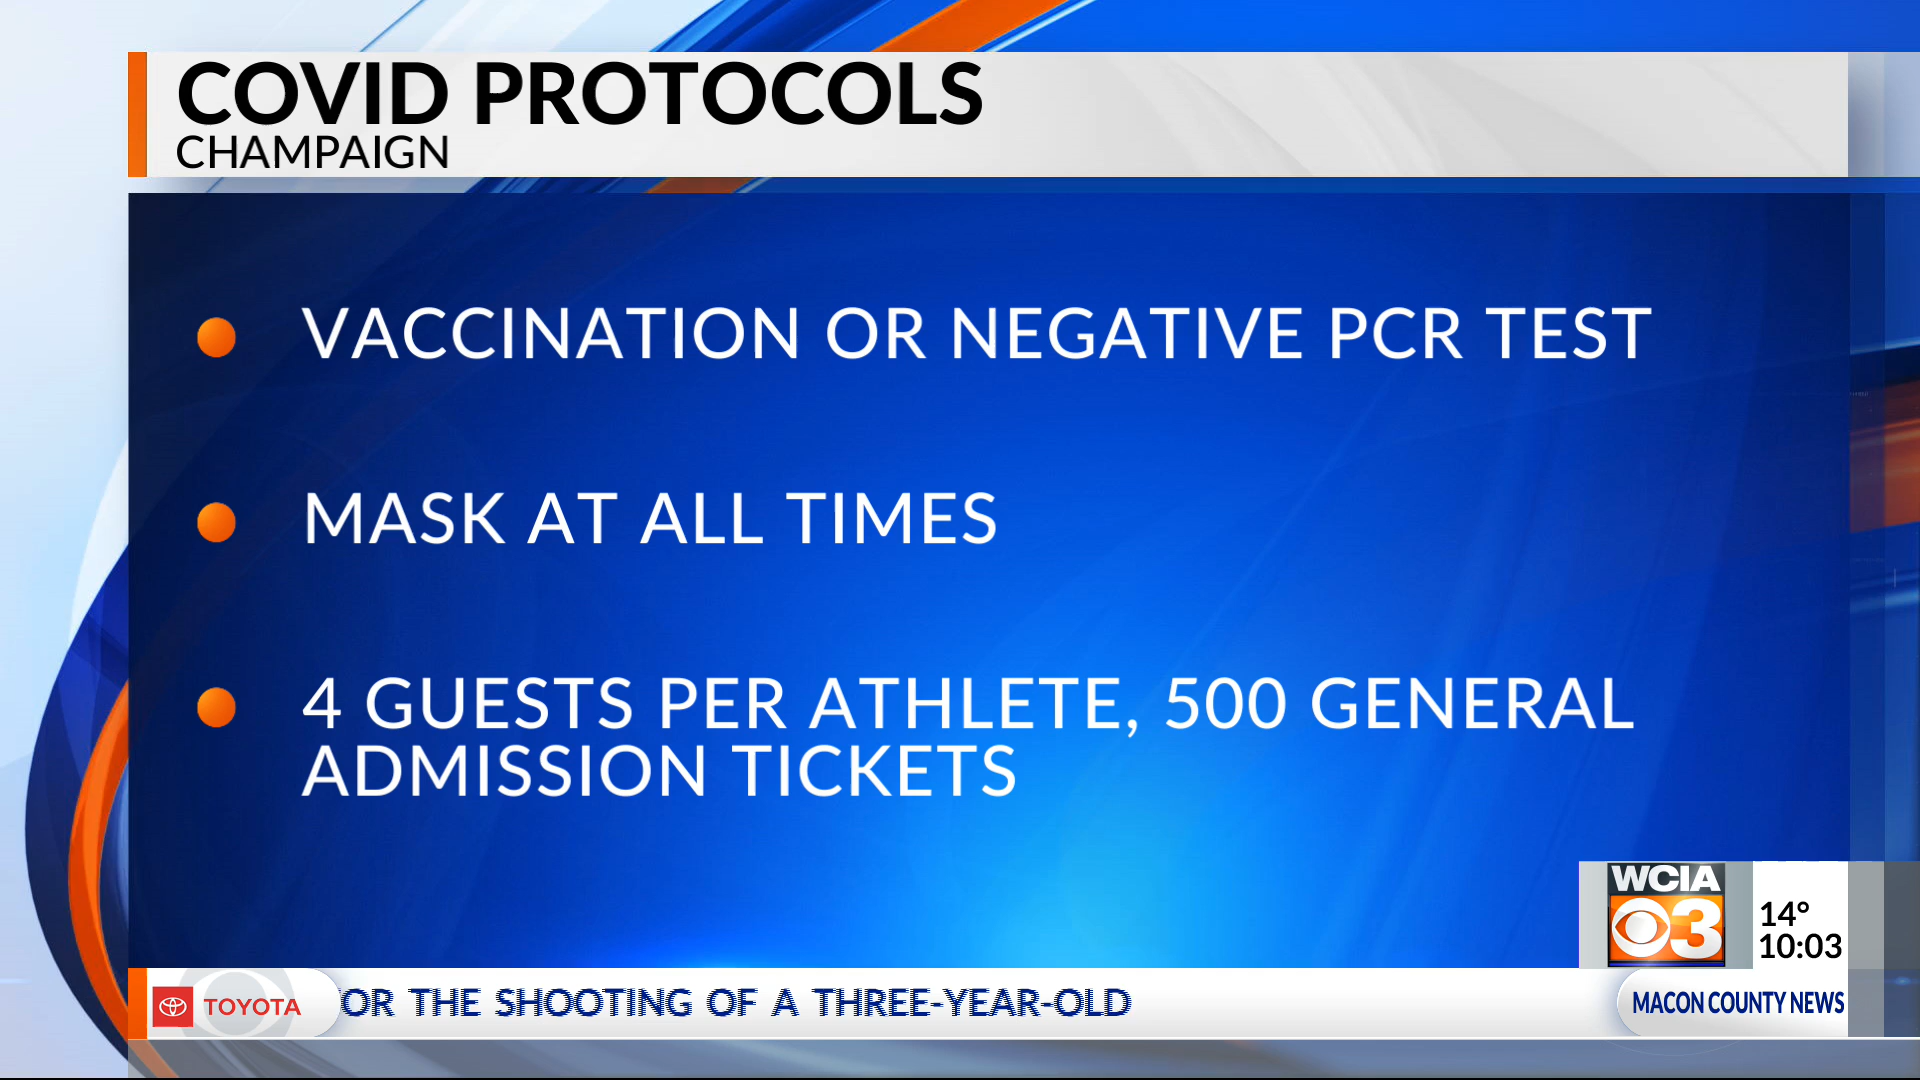 COVID PROTOCOLS
CHAMPAIGN
VACCINATION OR NEGATIVE PCR TEST
MASK AT ALL TIMES
4 GUESTS PER ATHLETE, 500 GENERAL
ADMISSION TICKETS
WCIA
3
14°
10:03
TOYOTA
OR THE SHOOTING OF A THREE-YEAR-OLD
MACON COUNTY NEWS